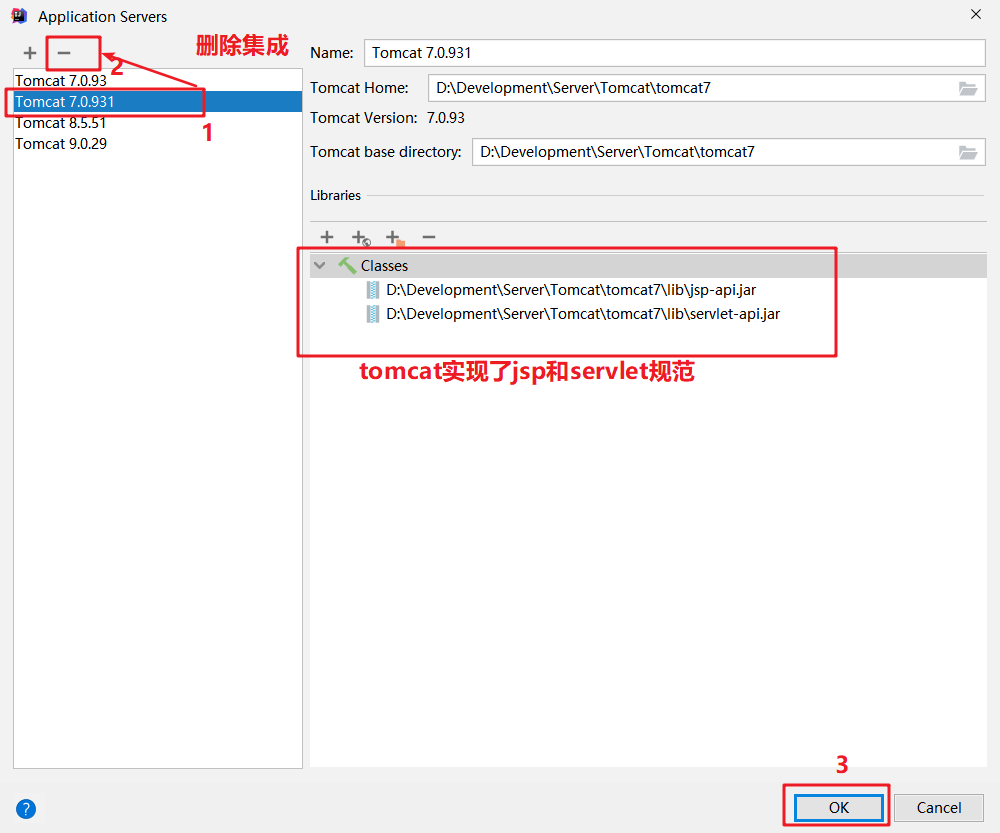 Application Servers
删除集成
2
Tomcat 7.0.93
Tomcat 7.0.931
1
Tomcat 8.5.51
Tomcat 9.0.29
Name: Tomcat 7.0.931
Tomcat Home: D:\Development\Server\Tomcat\tomcat7
Tomcat Version: 7.0.93
Tomcat base directory: D:\Development\Server\Tomcat\tomcat7
Libraries
Classes
D:\Development\Server\Tomcat\tomcat7\lib\jsp-api.jar
D:\Development\Server\Tomcat\tomcat7\lib\servlet-api.jar
tomcat实现了jsp和servlet规范
3
?
OK
Cancel